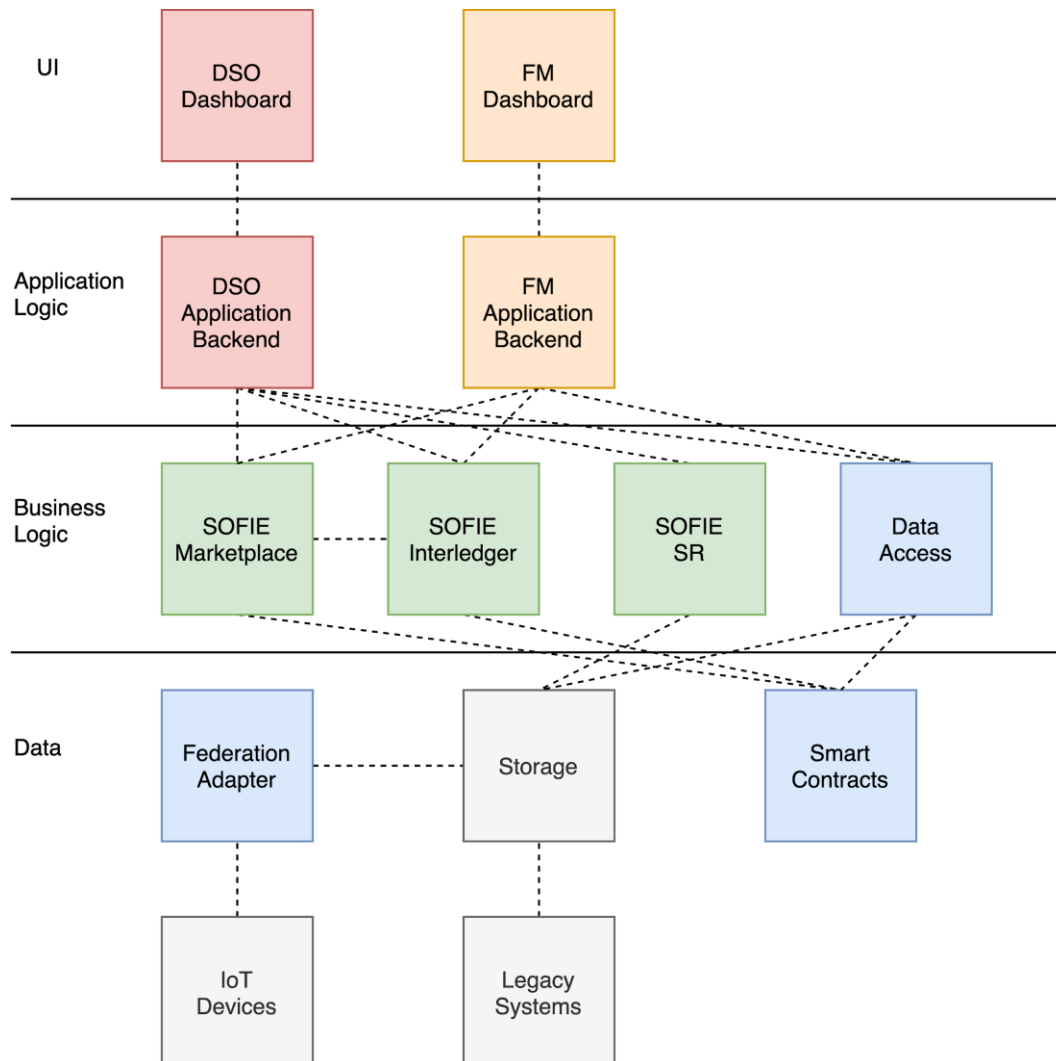 UI
DSO
Dashboard
FM
Dashboard
Application
Logic
DSO
Application
Backend
FM
Application
Backend
Business
Logic
SOFIE
Marketplace
SOFIE
Interledger
SOFIE
SR
Data
Access
Data
Federation
Adapter
Storage
Smart
Contracts
IoT
Devices
Legacy
Systems